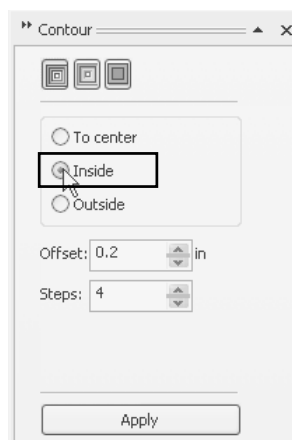 Contour
To center
Inside
Outside
Offset: 0.2 in
Steps: 4
Apply